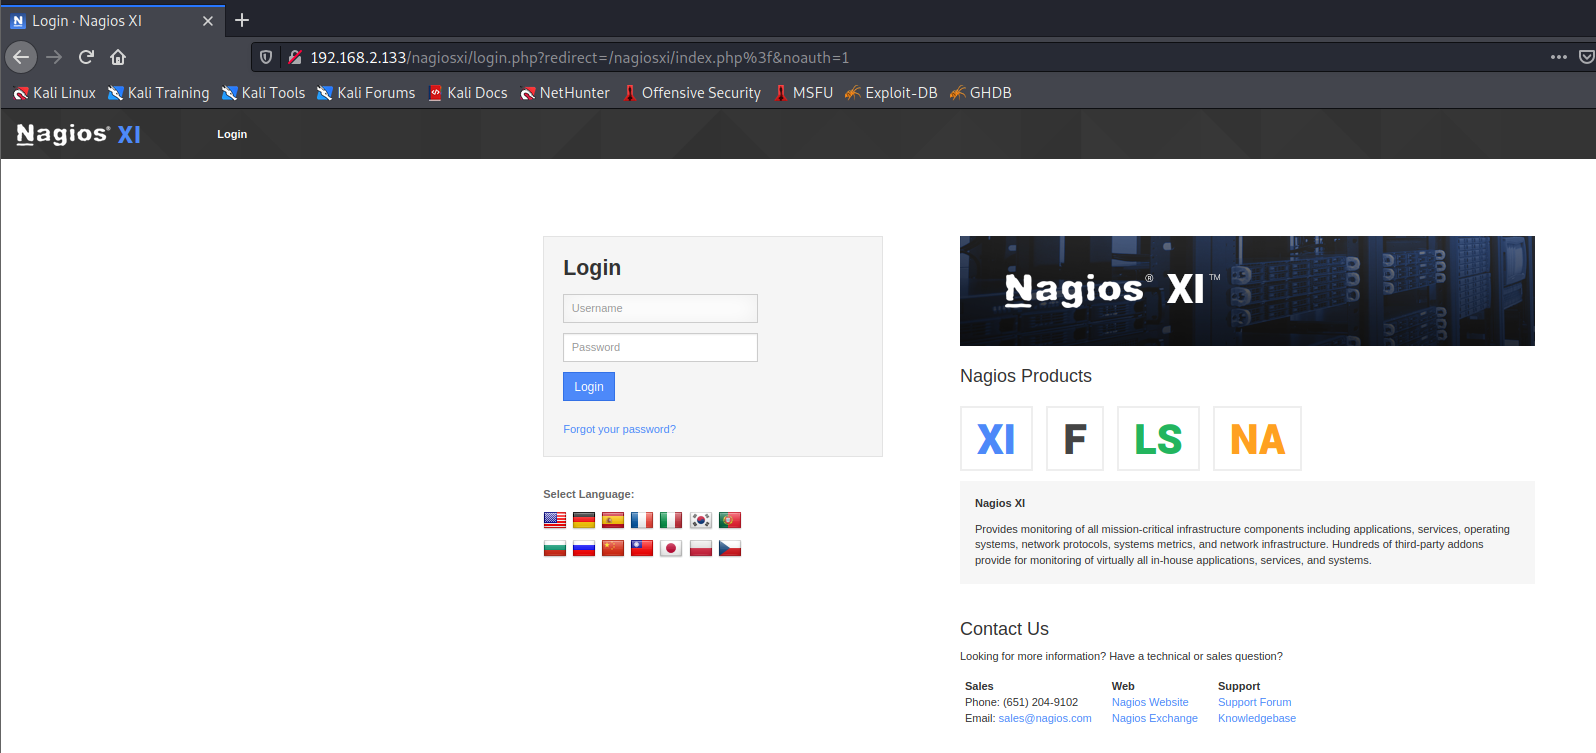 Login · Nagios XI
192.168.2.133/nagiosxi/login.php?redirect=/nagiosxi/index.php%3f&noauth=1
Kali Linux Kali Training Kali Tools Kali Forums Kali Docs NetHunter Offensive Security MSFU Exploit-DB GHDB
Nagios® XI Login
Login
Username
Password
Login
Forgot your password?
Select Language:
Nagios® XI™
Nagios Products
XI F LS NA
Nagios XI
Provides monitoring of all mission-critical infrastructure components including applications, services, operating
systems, network protocols, systems metrics, and network infrastructure. Hundreds of third-party addons
provide for monitoring of virtually all in-house applications, services, and systems.
Contact Us
Looking for more information? Have a technical or sales question?
Sales Web Support
Phone: (651) 204-9102 Nagios Website Support Forum
Email: sales@nagios.com Nagios Exchange Knowledgebase